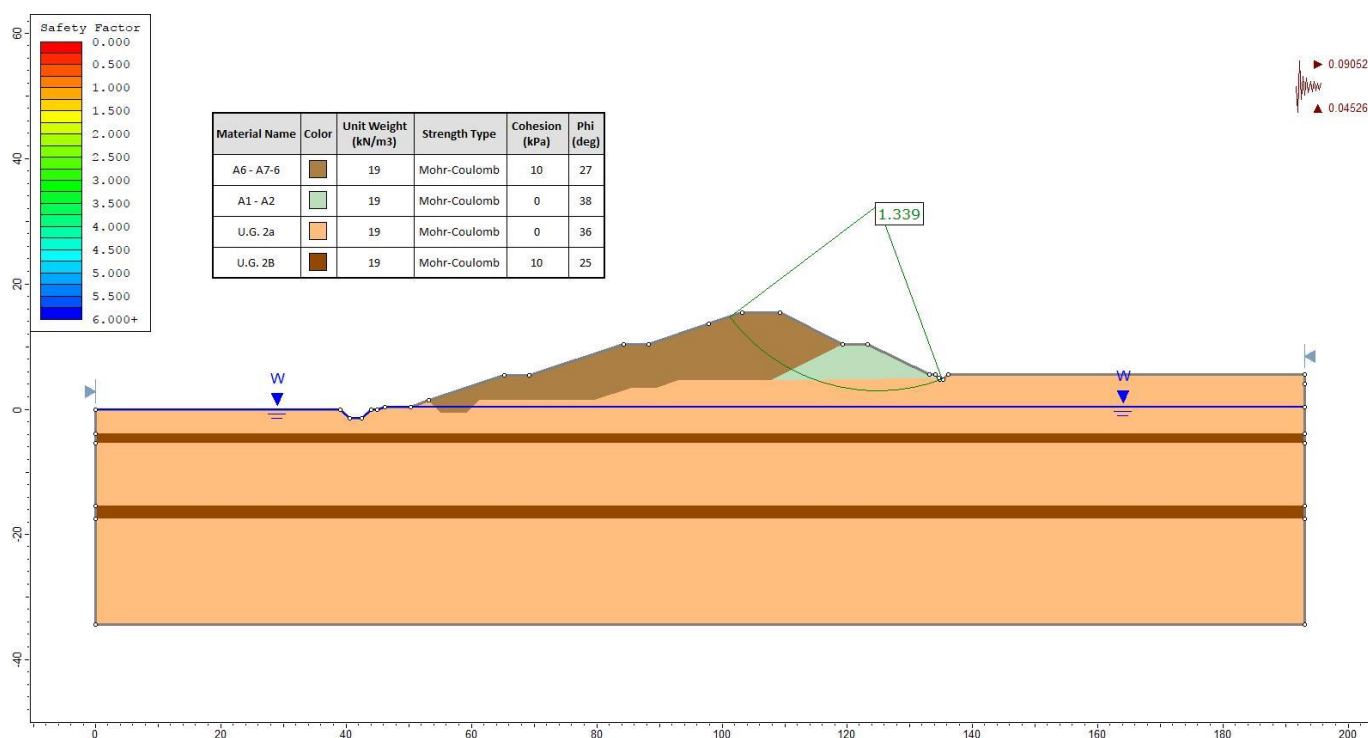 Safety Factor
0.000
0.500
1.000
1.500
2.000
2.500
3.000
3.500
4.000
4.500
5.000
5.500
6.000+
Material Name Color Unit Weight (kN/m3) Strength Type Cohesion (kPa) Phi (deg)
A6 - A7-6 19 Mohr-Coulomb 10 27
A1 - A2 19 Mohr-Coulomb 0 38
U.G. 2a 19 Mohr-Coulomb 0 36
U.G. 2B 19 Mohr-Coulomb 10 25
0.09052
0.04526
1.339
W
W
60
40
20
0
-20
-40
0 20 40 60 80 100 120 140 160 180 200